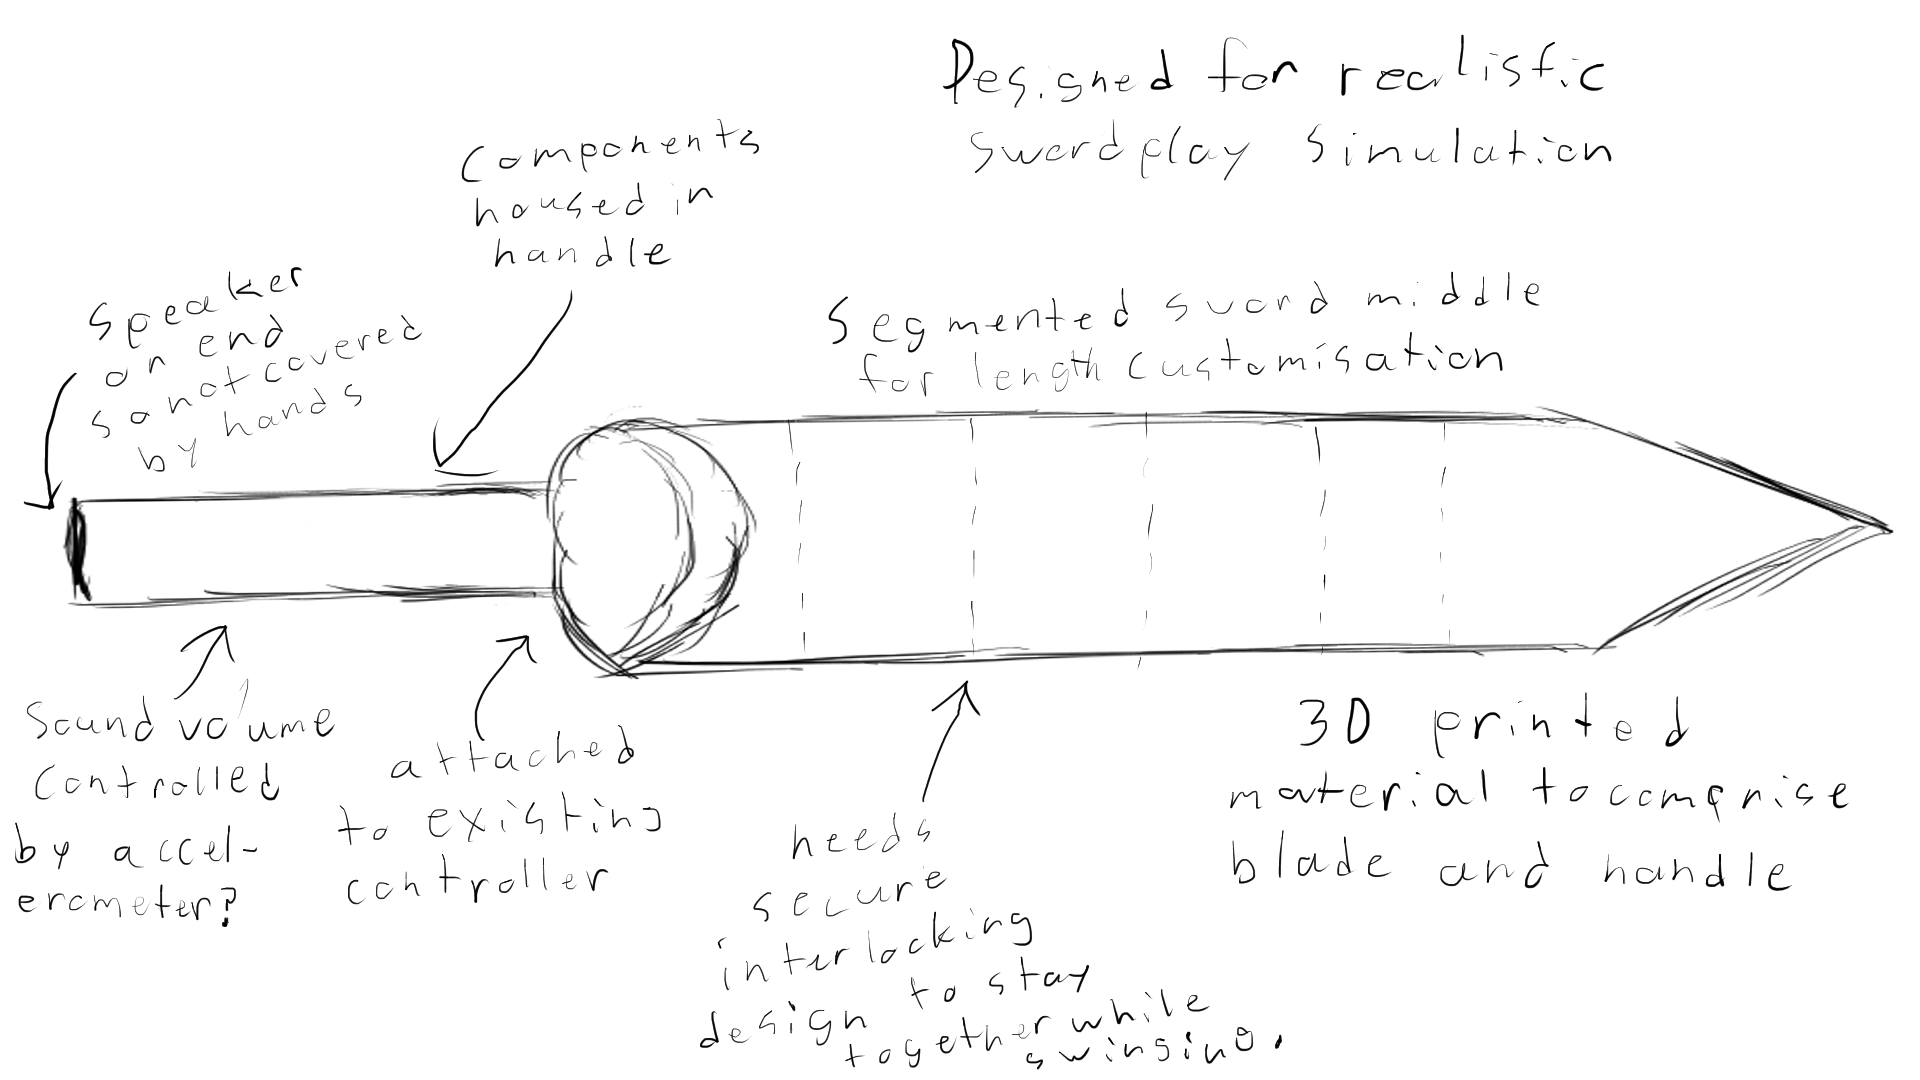 Designed for realistic
swordplay simulation
Components
housed in
handle
Speaker
on end
so not covered
by hands
Segmented sword middle
for length customisation
Sound volume
controlled
by accel-
erometer?
attached
to existing
controller
needs
secure
interlocking
design to stay
together while
swinging.
3D printed
material to comprise
blade and handle